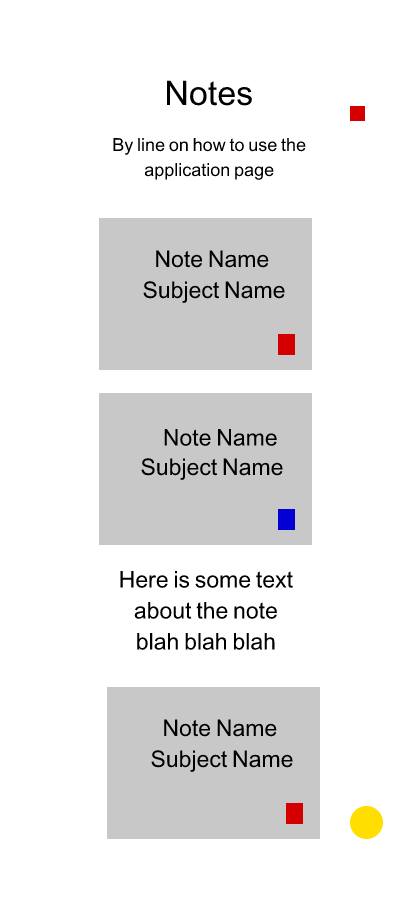 Notes
By line on how to use the
application page
Note Name
Subject Name
Note Name
Subject Name
Here is some text
about the note
blah blah blah
Note Name
Subject Name